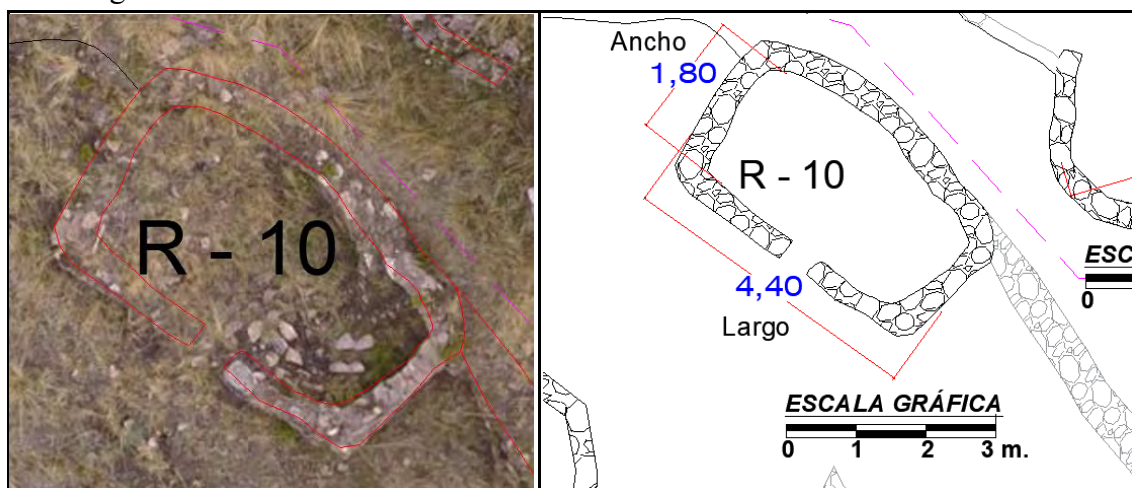 R - 10
Ancho
1,80
R - 10
4,40
Largo
ESC
0
ESCALA GRÁFICA
0 1 2 3 m.